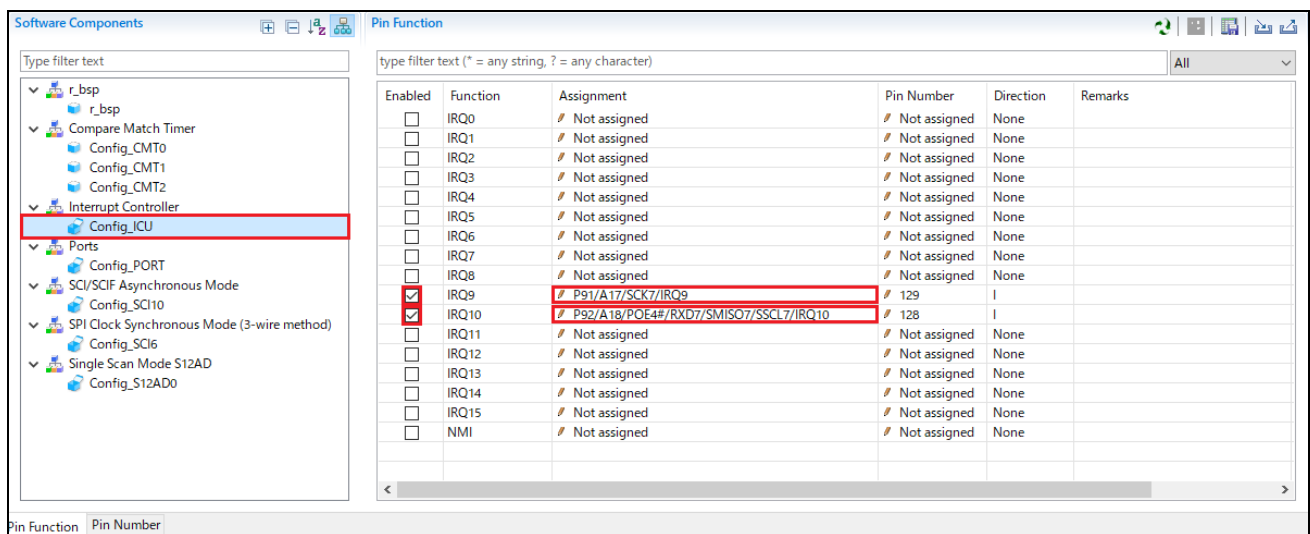 Software Components
Pin Function
Type filter text
type filter text (* = any string, ? = any character)
All
r_bsp
r_bsp
Compare Match Timer
Config_CMT0
Config_CMT1
Config_CMT2
Interrupt Controller
Config_ICU
Ports
Config_PORT
SCI/SCIF Asynchronous Mode
Config_SCI10
SPI Clock Synchronous Mode (3-wire method)
Config_SCI6
Single Scan Mode S12AD
Config_S12AD0
Enabled Function Assignment Pin Number Direction Remarks
IRQ0 Not assigned Not assigned None
IRQ1 Not assigned Not assigned None
IRQ2 Not assigned Not assigned None
IRQ3 Not assigned Not assigned None
IRQ4 Not assigned Not assigned None
IRQ5 Not assigned Not assigned None
IRQ6 Not assigned Not assigned None
IRQ7 Not assigned Not assigned None
IRQ8 Not assigned Not assigned None
IRQ9 P91/A17/SCK7/IRQ9 129 I
IRQ10 P92/A18/POE4#/RXD7/SMISO7/SSCL7/IRQ10 128 I
IRQ11 Not assigned Not assigned None
IRQ12 Not assigned Not assigned None
IRQ13 Not assigned Not assigned None
IRQ14 Not assigned Not assigned None
IRQ15 Not assigned Not assigned None
NMI Not assigned Not assigned None
Pin Function Pin Number